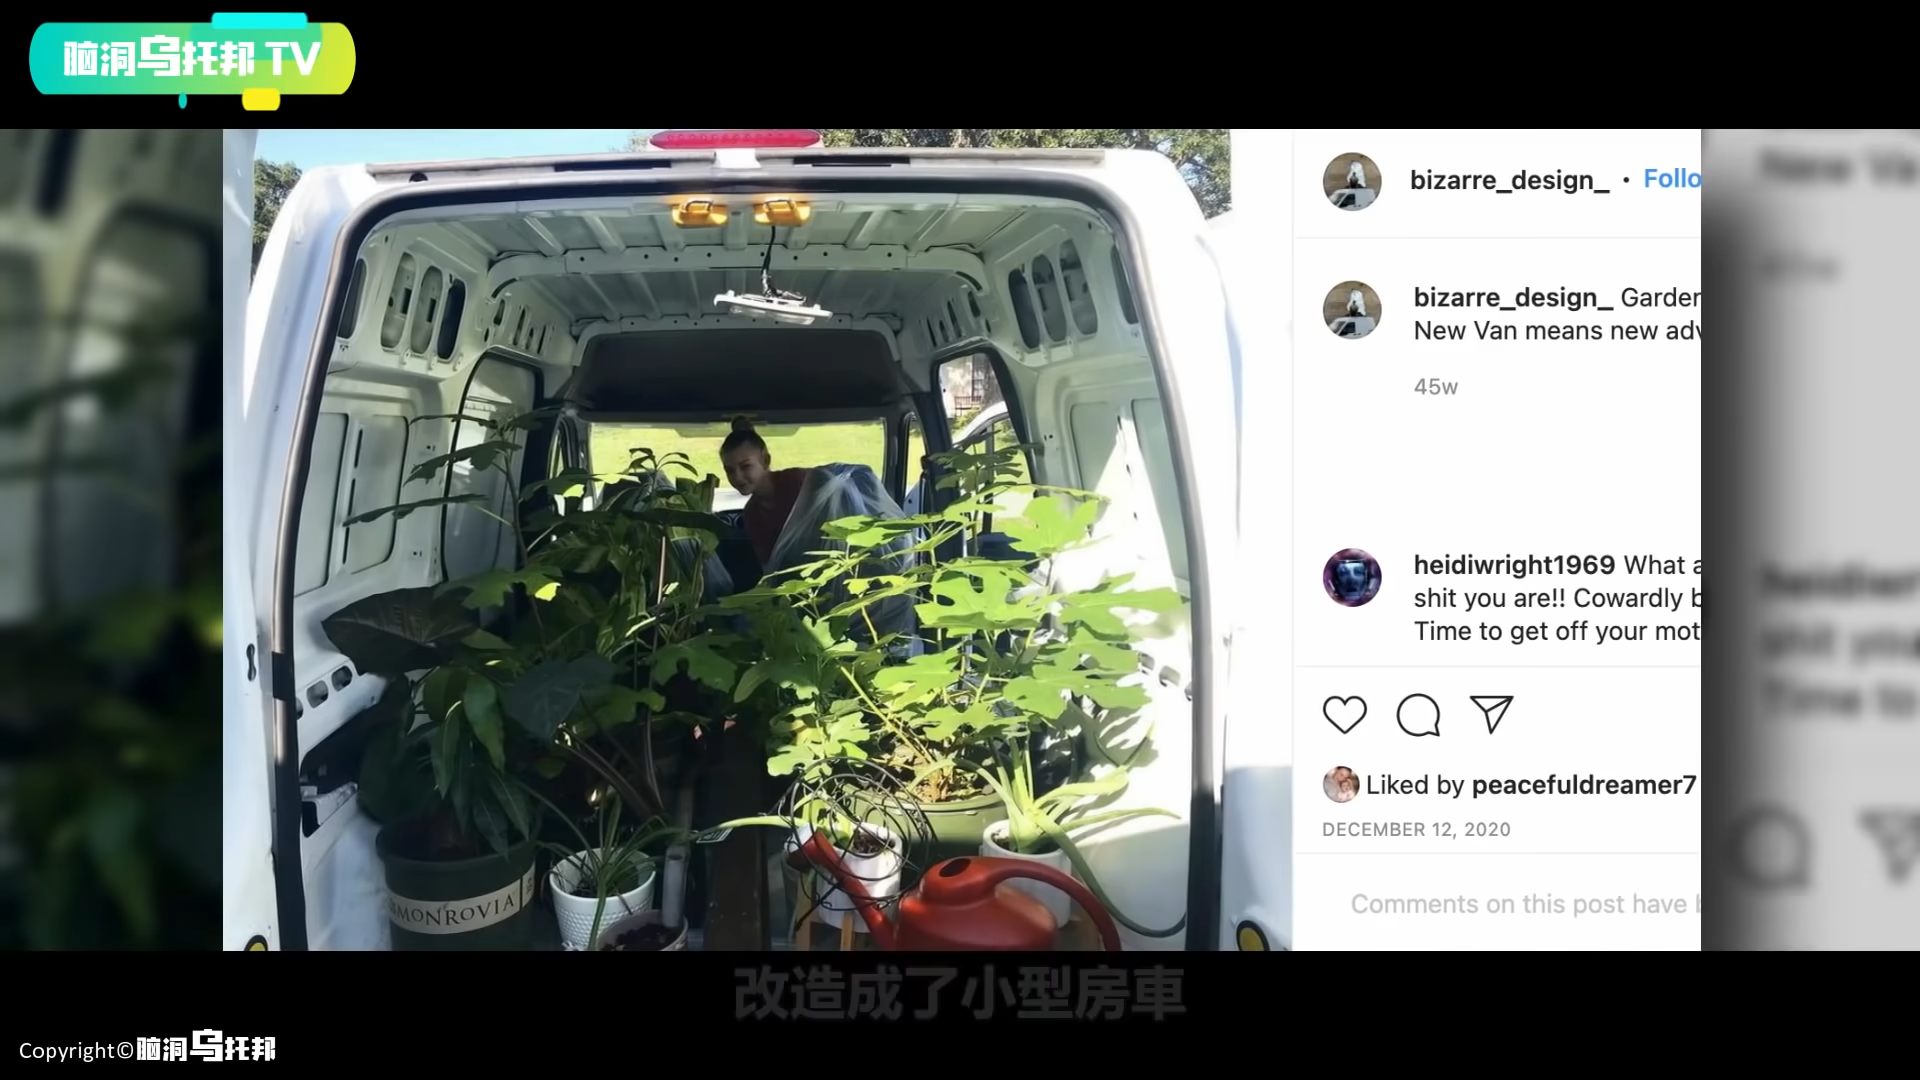 脑洞乌托邦 TV
bizarre_design_ • Follo
bizarre_design_ Garden
New Van means new adv
45w
heidiwright1969 What a
shit you are!! Cowardly b
Time to get off your mot
Liked by peacefuldreamer7
DECEMBER 12, 2020
Comments on this post have b
MONROVIA
改造成了小型房車
Copyright©脑洞乌托邦